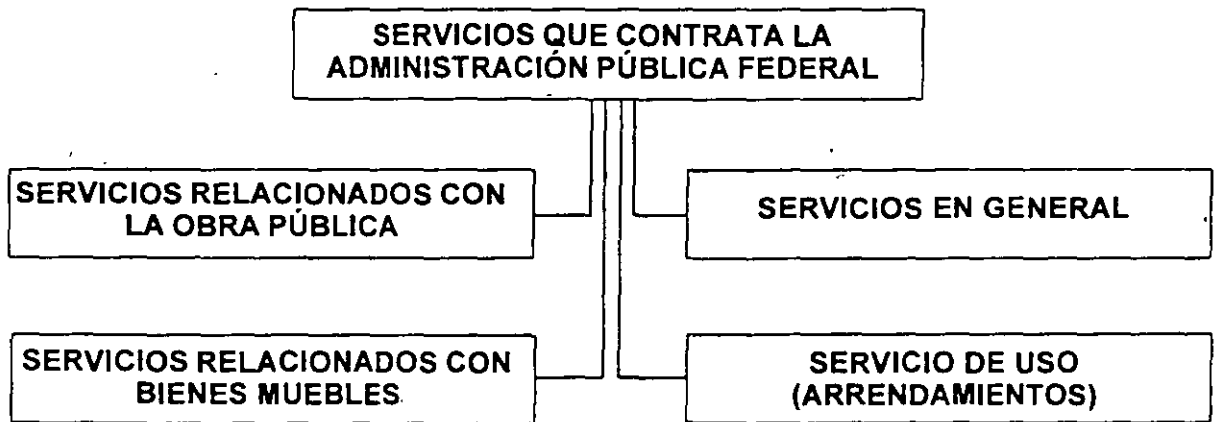 SERVICIOS QUE CONTRATA LA
ADMINISTRACIÓN PÚBLICA FEDERAL
SERVICIOS RELACIONADOS CON
LA OBRA PÚBLICA
SERVICIOS EN GENERAL
SERVICIOS RELACIONADOS CON
BIENES MUEBLES
SERVICIO DE USO
(ARRENDAMIENTOS)